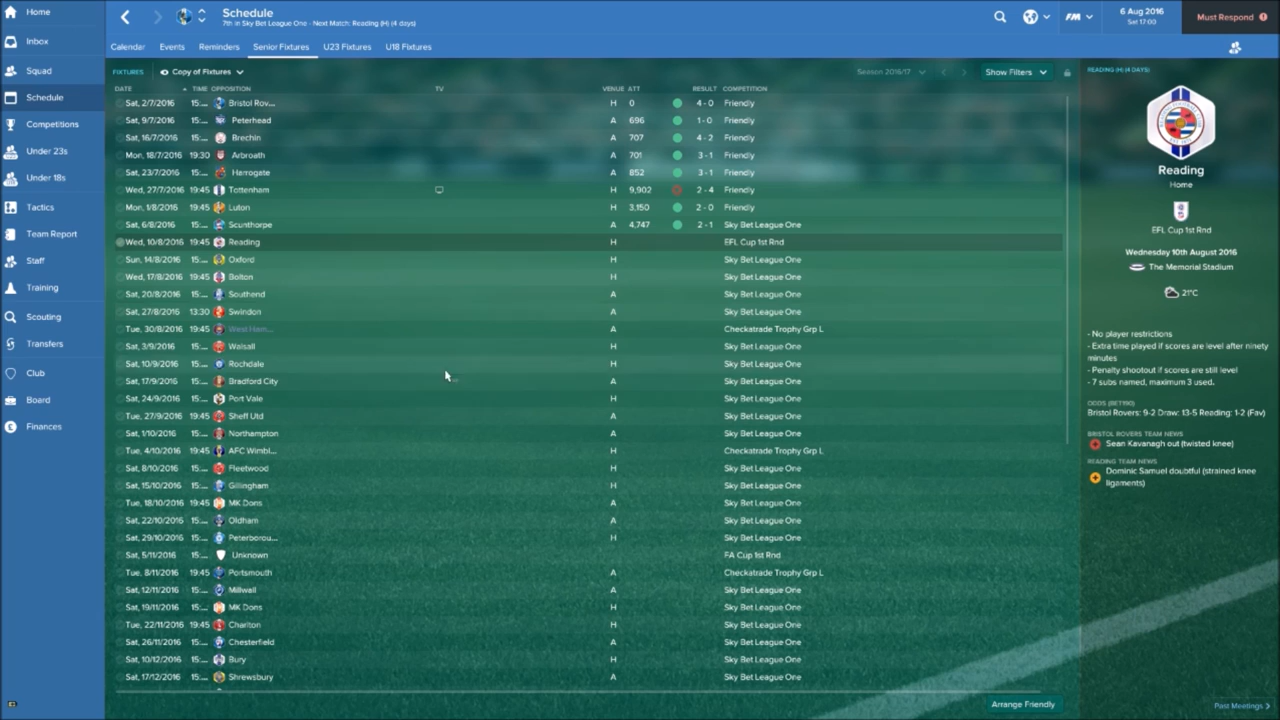 Home
Inbox
Squad
Schedule
Competitions
Under 23s
Under 18s
Tactics
Team Report
Staff
Training
Scouting
Transfers
Club
Board
Finances
Schedule
7th in Sky Bet League One - Next Match: Reading (H) (4 days)
FM
6 Aug 2016
Sat 17:00
Must Respond
Calendar Events Reminders Senior Fixtures U23 Fixtures U18 Fixtures
FIXTURES Copy of Fixtures Season 2016/17 Show Filters
DATE TIME OPPOSITION TV VENUE ATT RESULT COMPETITION
Sat, 2/7/2016 15:... Bristol Rov... H 0 4 - 0 Friendly
Sat, 9/7/2016 15:... Peterhead A 696 1 - 0 Friendly
Sat, 16/7/2016 15:... Brechin A 707 4 - 2 Friendly
Mon, 18/7/2016 19:30 Arbroath A 701 3 - 1 Friendly
Sat, 23/7/2016 15:... Harrogate A 852 3 - 1 Friendly
Wed, 27/7/2016 19:45 Tottenham H 9,902 2 - 4 Friendly
Mon, 1/8/2016 19:45 Luton H 3,150 2 - 0 Friendly
Sat, 6/8/2016 15:... Scunthorpe A 4,747 2 - 1 Sky Bet League One
Wed, 10/8/2016 19:45 Reading H EFL Cup 1st Rnd
Sun, 14/8/2016 15:... Oxford H Sky Bet League One
Wed, 17/8/2016 19:45 Bolton H Sky Bet League One
Sat, 20/8/2016 15:... Southend A Sky Bet League One
Sat, 27/8/2016 13:30 Swindon A Sky Bet League One
Tue, 30/8/2016 19:45 West Ham... A Checkatrade Trophy Grp L
Sat, 3/9/2016 15:... Walsall H Sky Bet League One
Sat, 10/9/2016 15:... Rochdale H Sky Bet League One
Sat, 17/9/2016 15:... Bradford City A Sky Bet League One
Sat, 24/9/2016 15:... Port Vale H Sky Bet League One
Tue, 27/9/2016 19:45 Sheff Utd A Sky Bet League One
Sat, 1/10/2016 15:... Northampton A Sky Bet League One
Tue, 4/10/2016 19:45 AFC Wimbl... H Checkatrade Trophy Grp L
Sat, 8/10/2016 15:... Fleetwood H Sky Bet League One
Sat, 15/10/2016 15:... Gillingham H Sky Bet League One
Tue, 18/10/2016 19:45 MK Dons A Sky Bet League One
Sat, 22/10/2016 15:... Oldham A Sky Bet League One
Sat, 29/10/2016 15:... Peterborou... H Sky Bet League One
Sat, 5/11/2016 15:... Unknown FA Cup 1st Rnd
Tue, 8/11/2016 19:45 Portsmouth A Checkatrade Trophy Grp L
Sat, 12/11/2016 15:... Millwall A Sky Bet League One
Sat, 19/11/2016 15:... MK Dons H Sky Bet League One
Tue, 22/11/2016 19:45 Charlton H Sky Bet League One
Sat, 26/11/2016 15:... Chesterfield A Sky Bet League One
Sat, 10/12/2016 15:... Bury H Sky Bet League One
Sat, 17/12/2016 15:... Shrewsbury A Sky Bet League One
Arrange Friendly
READING (H) (4 DAYS)
Reading
Home
EFL Cup 1st Rnd
Wednesday 10th August 2016
The Memorial Stadium
21°C
- No player restrictions
- Extra time played if scores are level after ninety
minutes
- Penalty shootout if scores are still level
- 7 subs named, maximum 3 used.
ODDS (BET190)
Bristol Rovers: 9-2 Draw: 13-5 Reading: 1-2 (Fav)
BRISTOL ROVERS TEAM NEWS
Sean Kavanagh out (twisted knee)
READING TEAM NEWS
Dominic Samuel doubtful (strained knee
ligaments)
Past Meetings